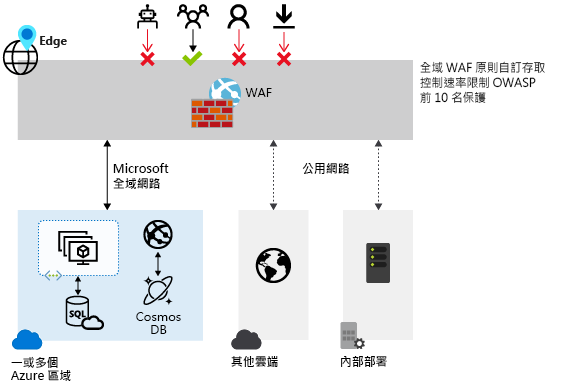 Edge
全域 WAF 原則自訂存取
控制速率限制 OWASP
前 10 名保護
WAF
Microsoft
全域網路
公用網路
SQL
Cosmos
DB
一或多個
Azure 區域
其他雲端
內部部署